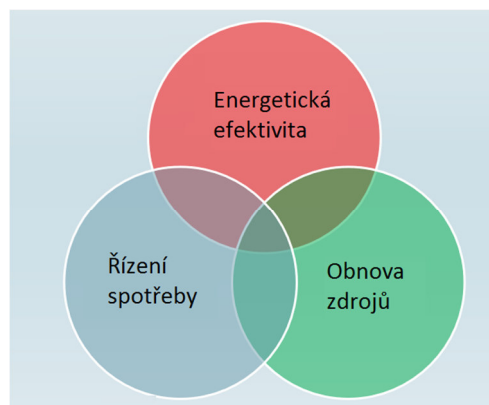 Energetická
efektivita
Řízení
spotřeby
Obnova
zdrojů